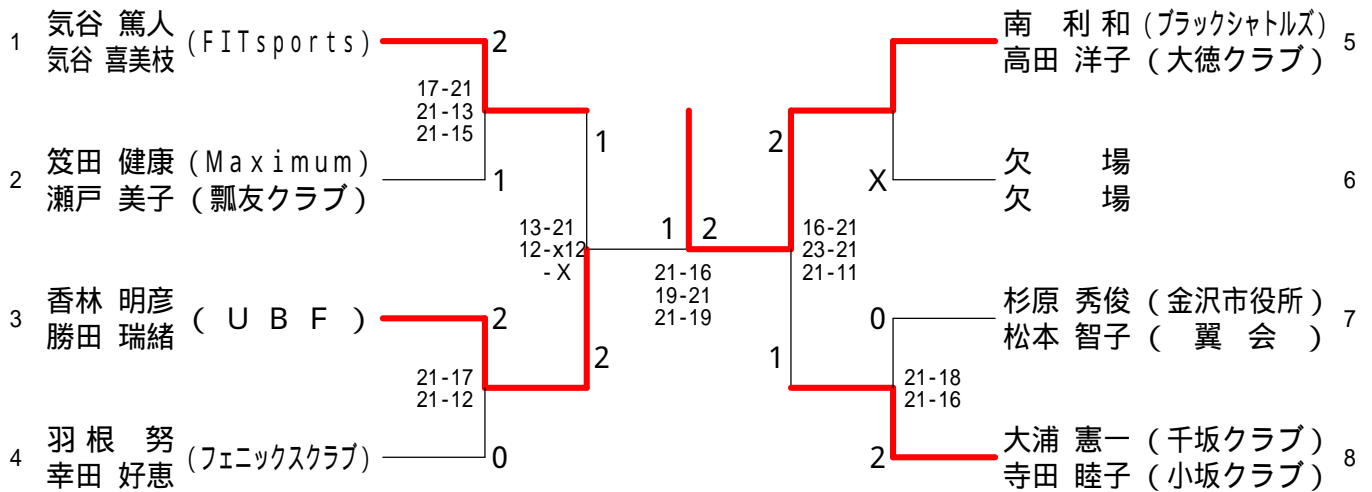 1 気谷 篤人 (FITsports) 2
気谷 喜美枝
17-21
21-13
21-15
1
2 笈田 健康 (Maximum) 1
瀬戸 美子 (瓢友クラブ)
13-21
12-x12
- X
3 香林 明彦 (UBF) 2
勝田 瑞緒
2
21-17
21-12
4 羽根 努 (フェニックスクラブ) 0
幸田 好恵
1 2
21-16
19-21
21-19
南 利和 (ブラックシャトルズ) 5
高田 洋子 (大徳クラブ)
2
X 欠 場 6
欠 場
16-21
23-21
21-11
0 杉原 秀俊 (金沢市役所) 7
松本 智子 (翼 会)
1
21-18
21-16
2 大浦 憲一 (千坂クラブ) 8
寺田 睦子 (小坂クラブ)